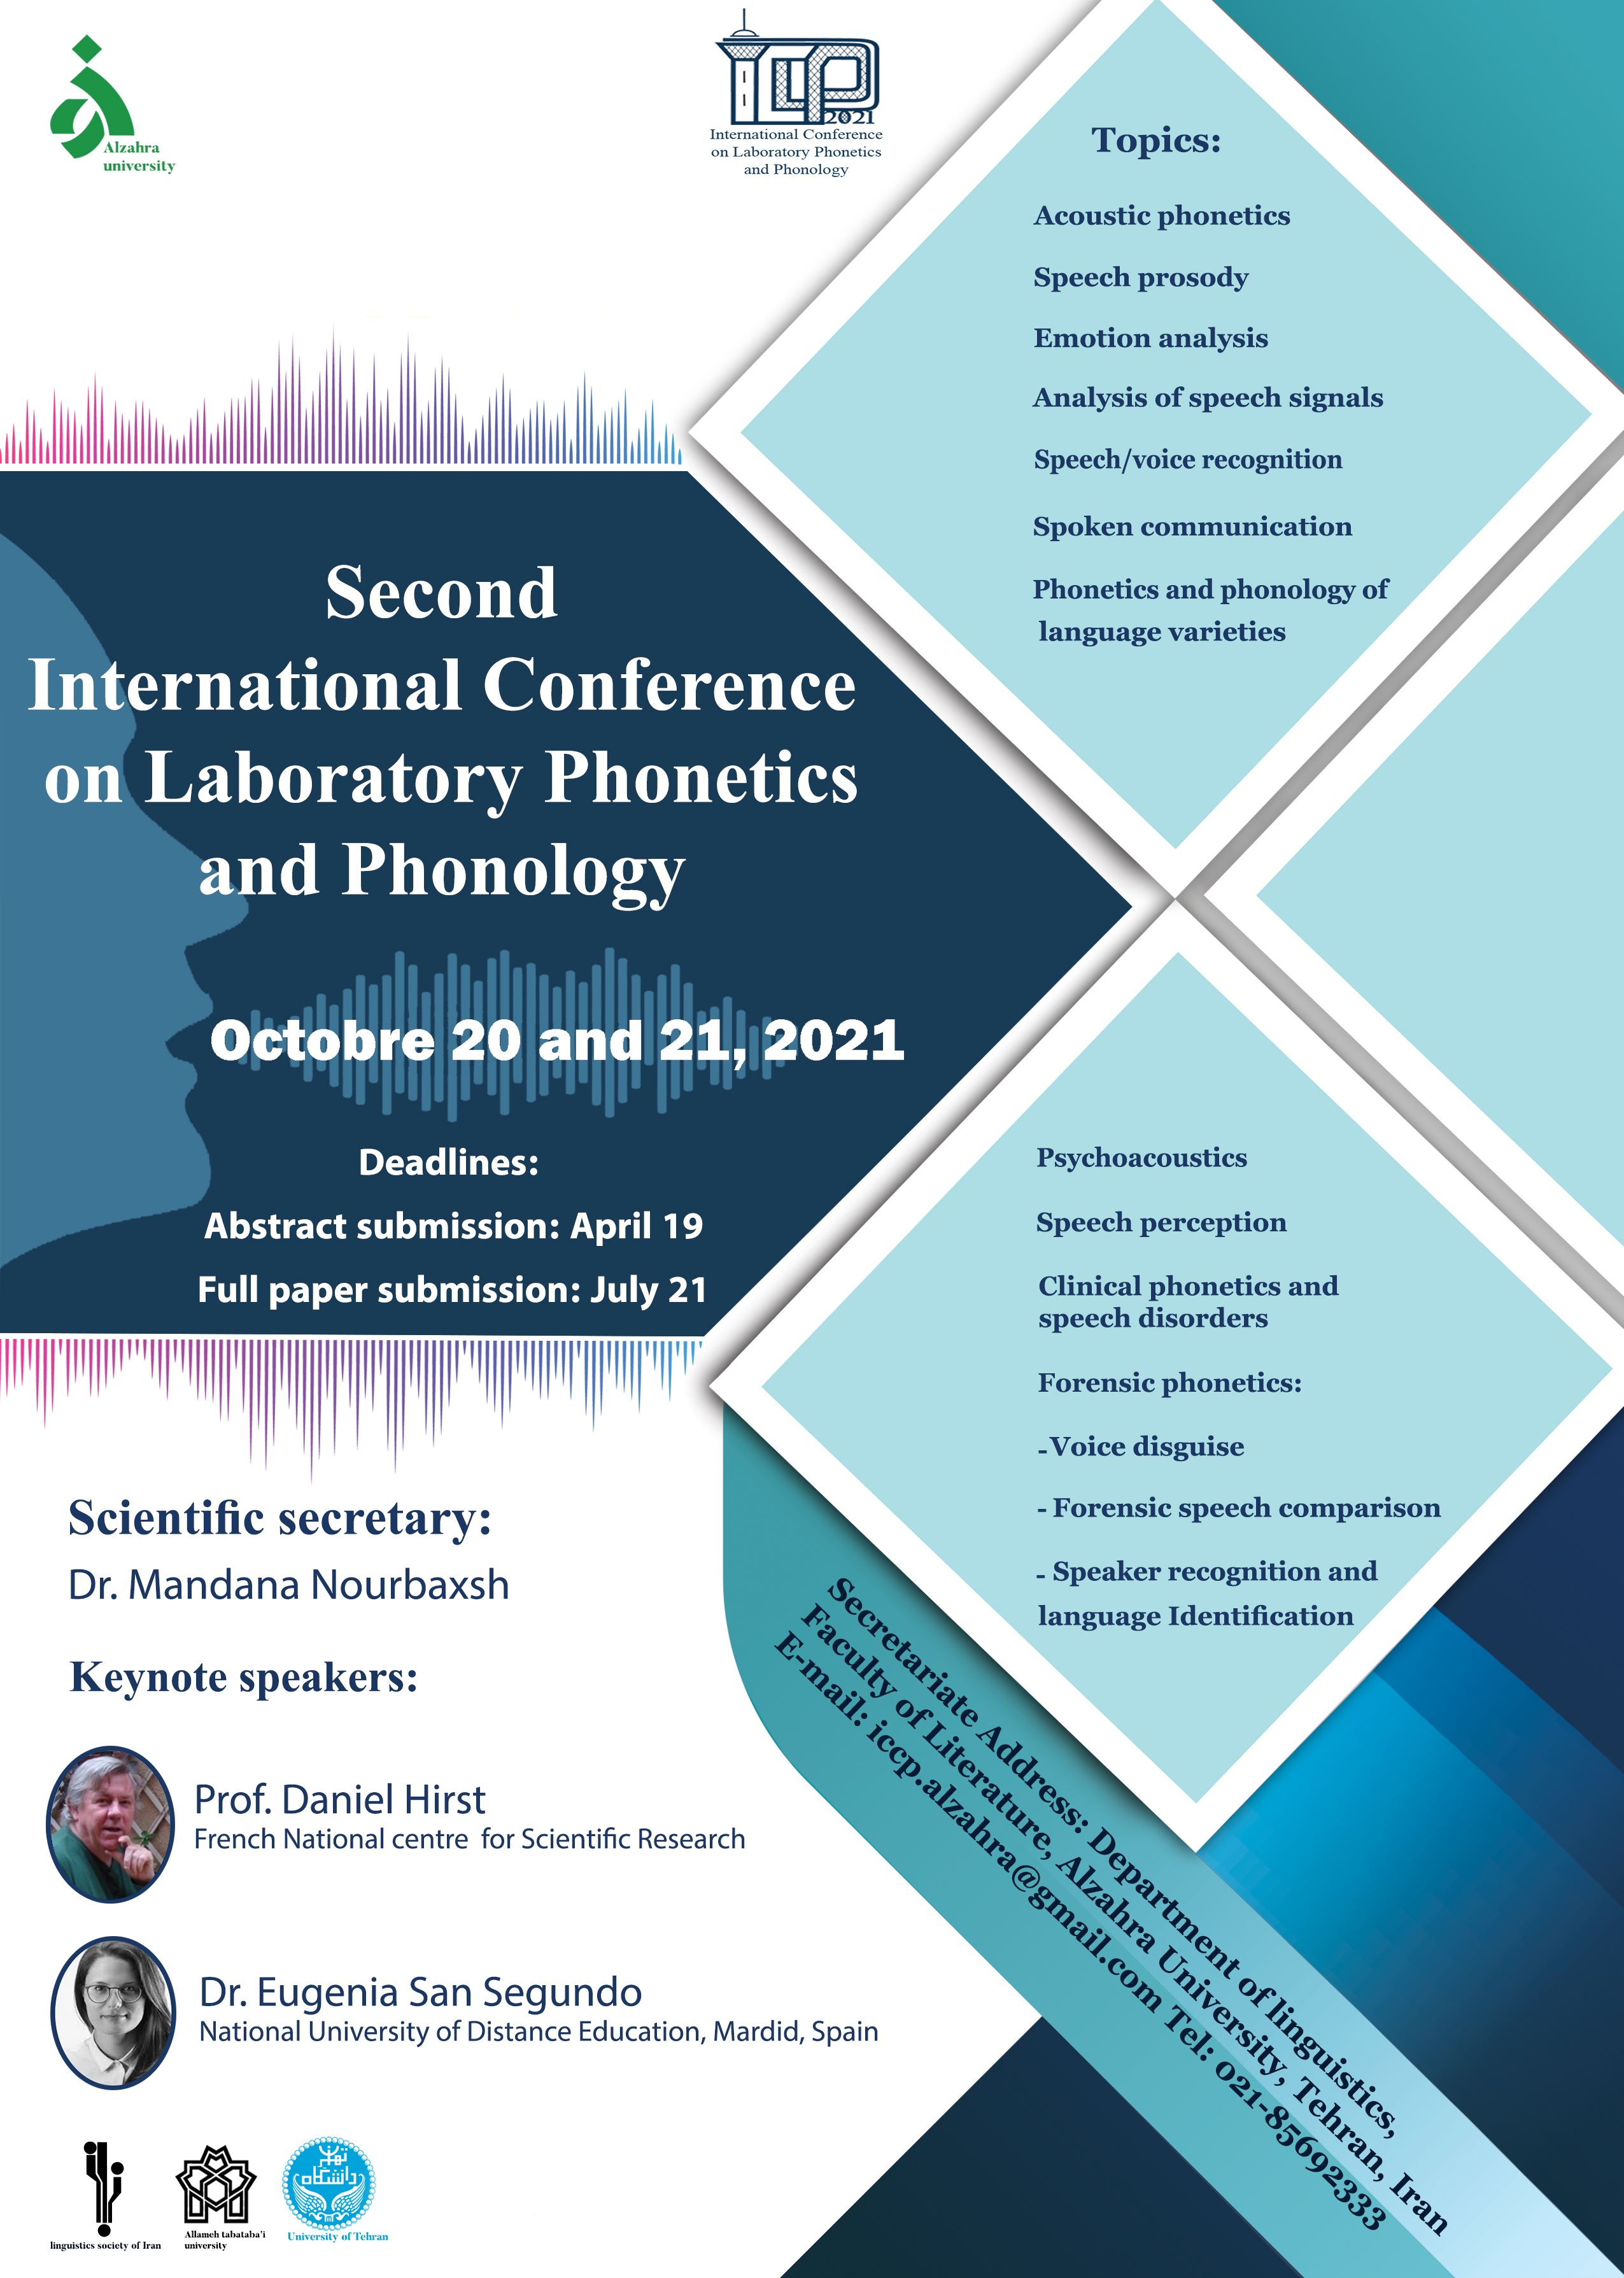 Alzahra
university
ICLP
2021
International Conference
on Laboratory Phonetics
and Phonology
Second
International Conference
on Laboratory Phonetics
and Phonology
Octobre 20 and 21, 2021
Deadlines:
Abstract submission: April 19
Full paper submission: July 21
Topics:
Acoustic phonetics
Speech prosody
Emotion analysis
Analysis of speech signals
Speech/voice recognition
Spoken communication
Phonetics and phonology of
language varieties
Psychoacoustics
Speech perception
Clinical phonetics and
speech disorders
Forensic phonetics:
-Voice disguise
- Forensic speech comparison
- Speaker recognition and
language Identification
Scientific secretary:
Dr. Mandana Nourbaxsh
Keynote speakers:
Prof. Daniel Hirst
French National centre for Scientific Research
Dr. Eugenia San Segundo
National University of Distance Education, Mardid, Spain
Secretariate Address: Department of linguistics,
Faculty of Literature, Alzahra University, Tehran, Iran
E-mail: iccp.alzahra@gmail.com Tel: 021-85692333
linguistics society of Iran
Allameh tabataba'i
university
تهران
دانشگاه
University of Tehran